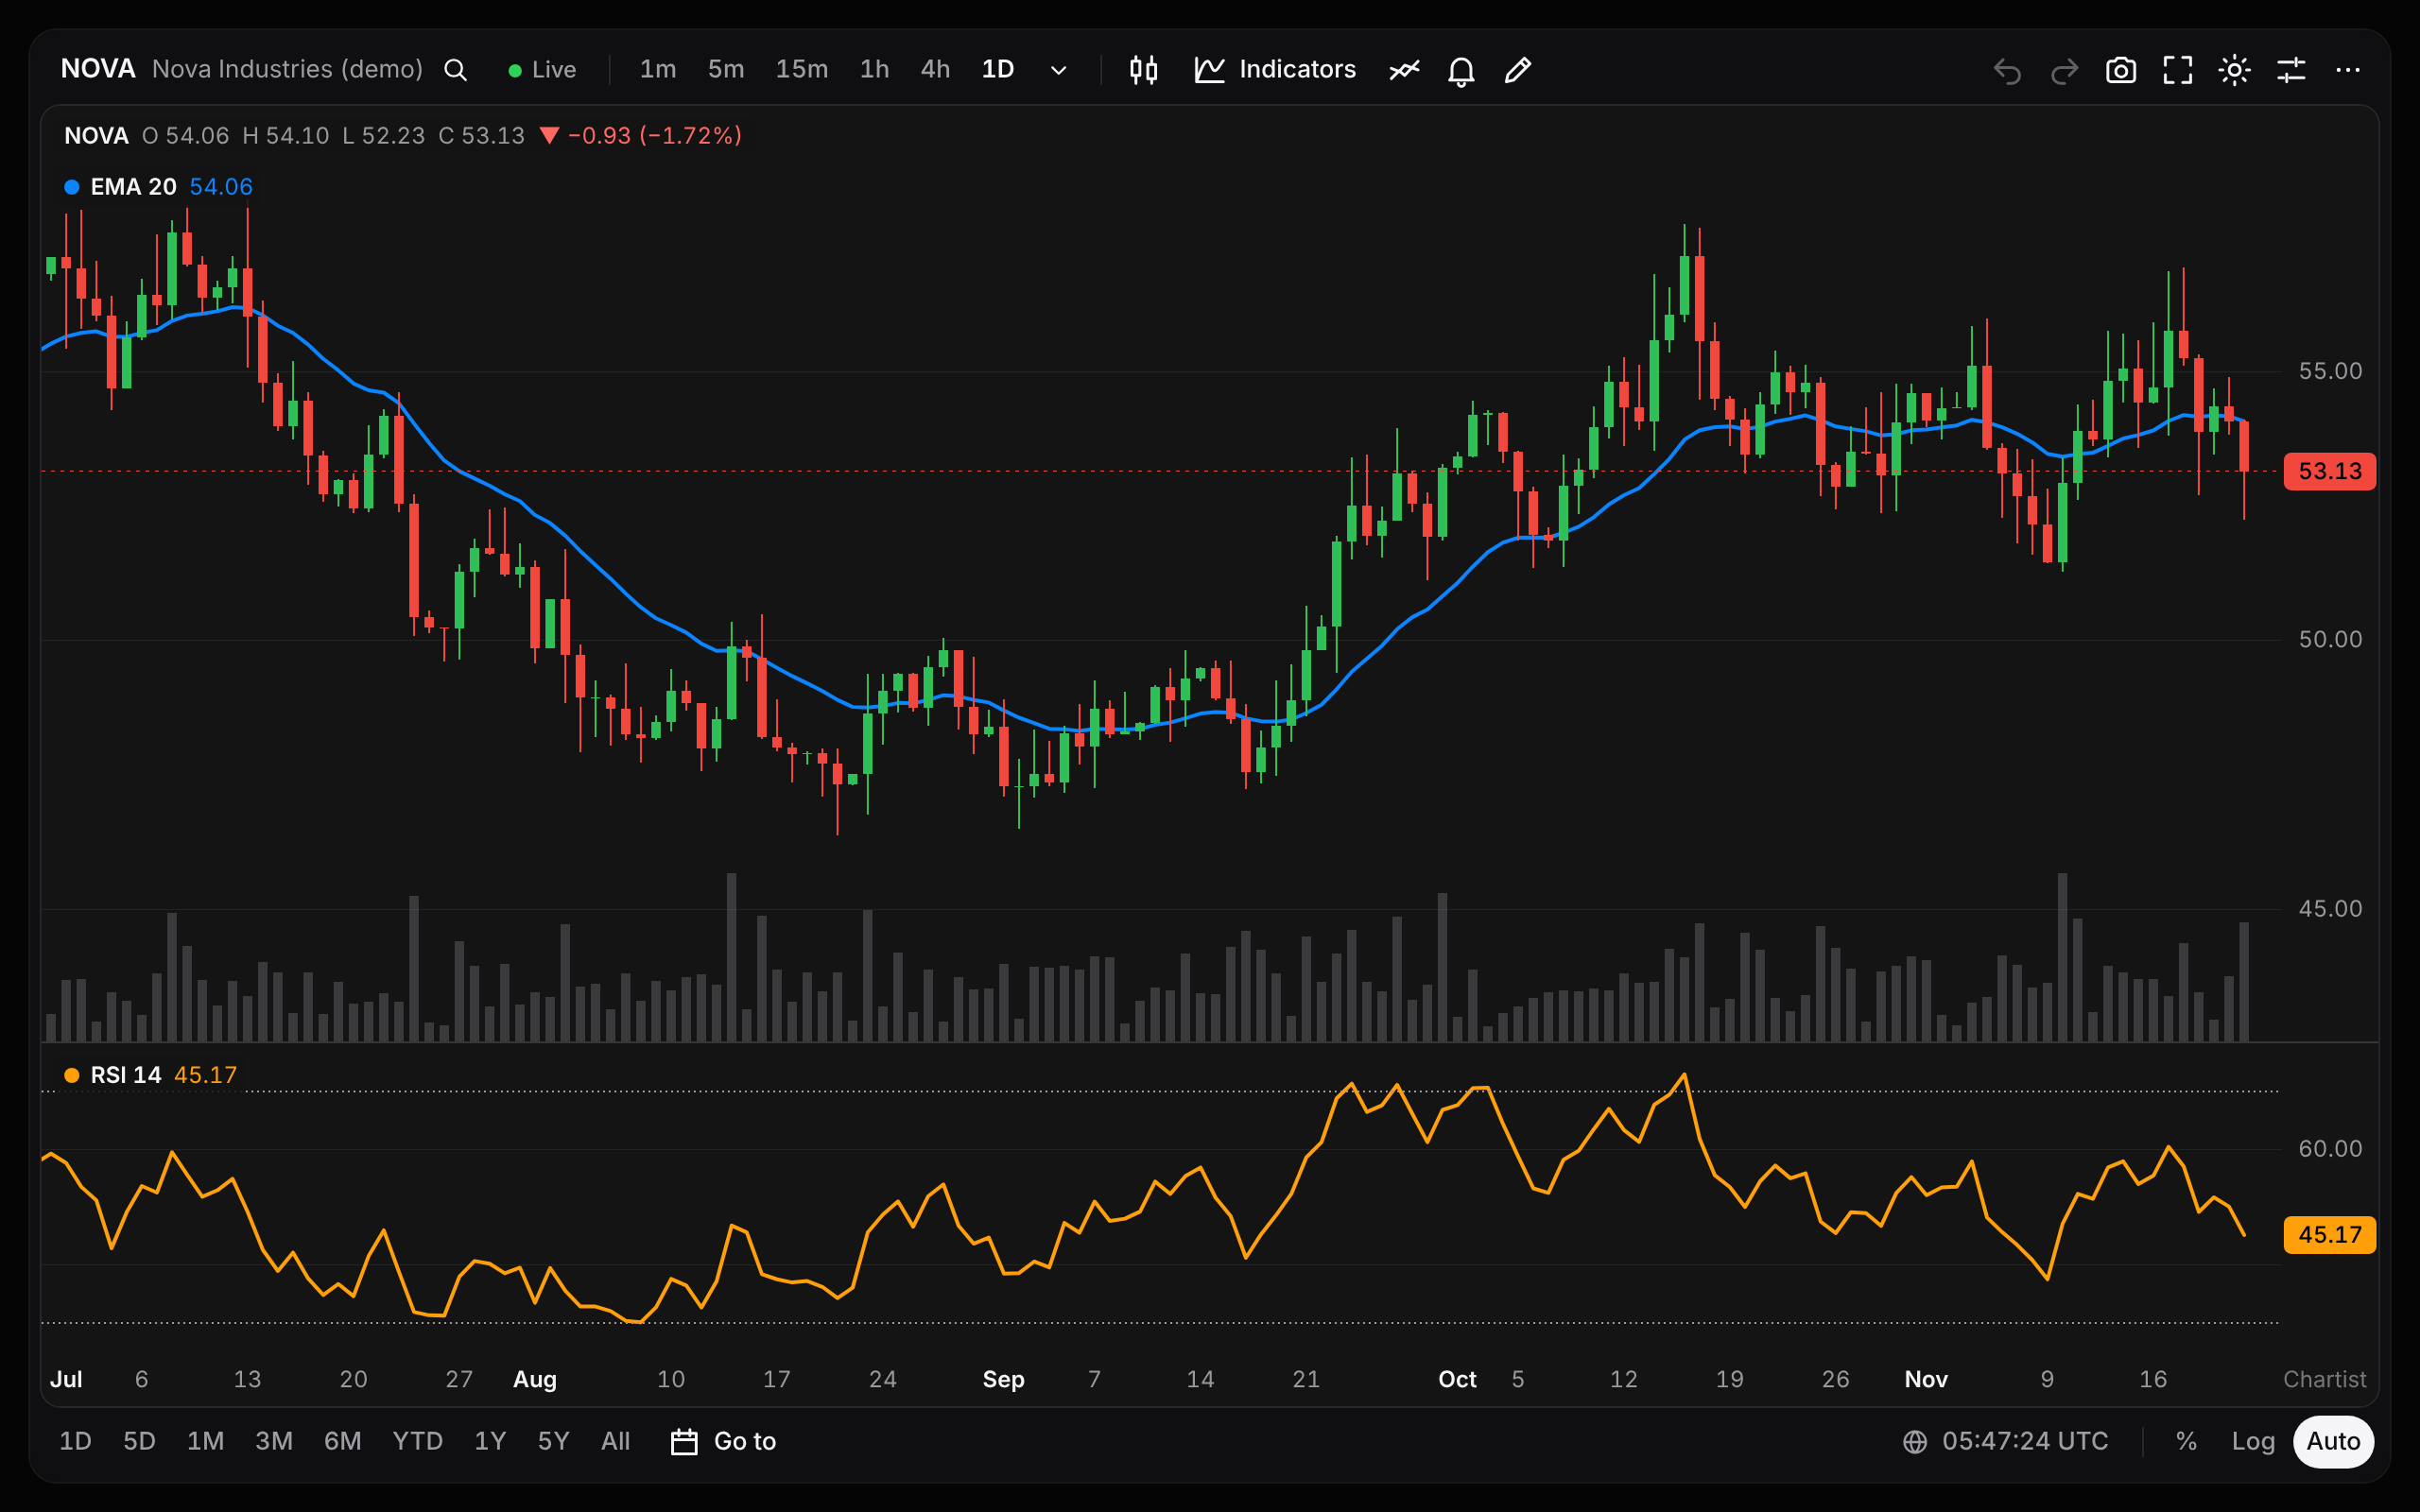 NOVA Nova Industries (demo) Live 1m 5m 15m 1h 4h 1D Indicators
NOVA O 54.06 H 54.10 L 52.23 C 53.13 ▼ −0.93 (−1.72%)
EMA 20 54.06
55.00
53.13
50.00
45.00
RSI 14 45.17
60.00
45.17
Jul 6 13 20 27 Aug 10 17 24 Sep 7 14 21 Oct 5 12 19 26 Nov 9 16 Chartist
1D 5D 1M 3M 6M YTD 1Y 5Y All Go to 05:47:24 UTC % Log Auto